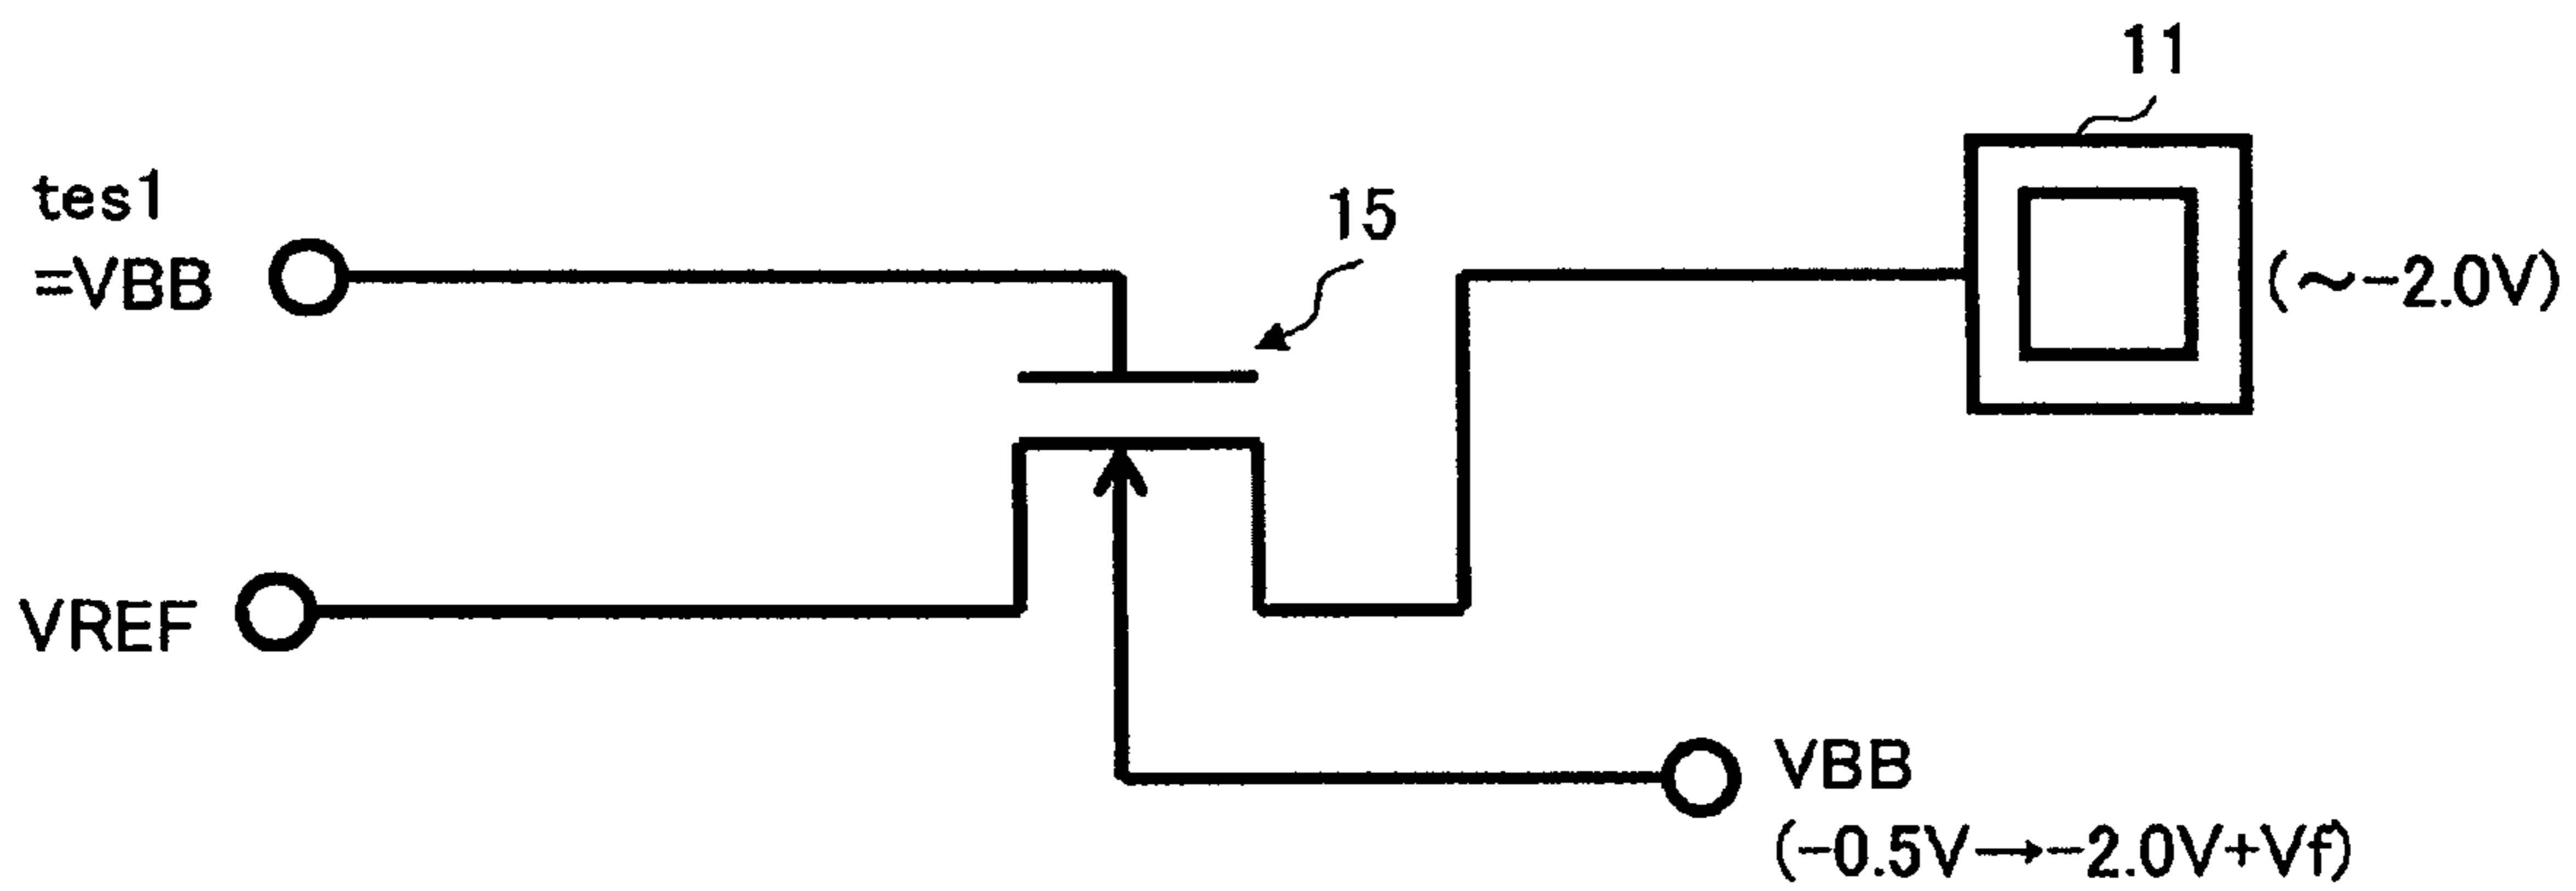 11
tes1
=VBB
15
(~-2.0V)
VREF
VBB
(-0.5V→-2.0V+Vf)